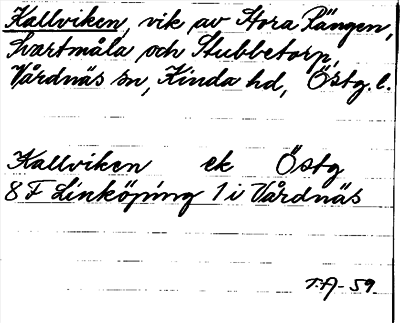 Kallviken, vik av Stora Rängen,
Svartmåla och Stubbetorp,
Vårdnäs sn, Kinda hd, Östg. l.
Kallviken ek Östg
8 F Linköping 1 i Vårdnäs
T.A-59